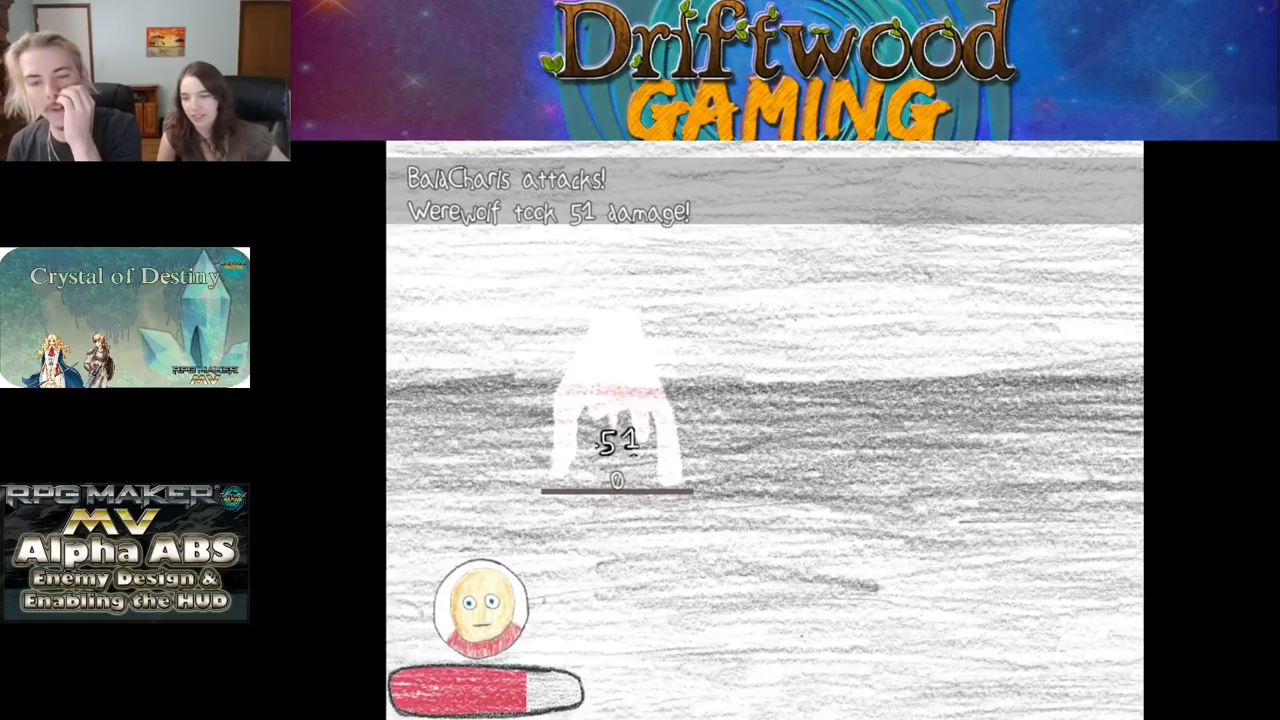 Driftwood
GAMING
BaldCharls attacks!
Werewolf took 51 damage!
Crystal of Destiny
RPG MAKER
MV
51
0
RPG MAKER
MV
Alpha ABS
Enemy Design &
Enabling the HUD